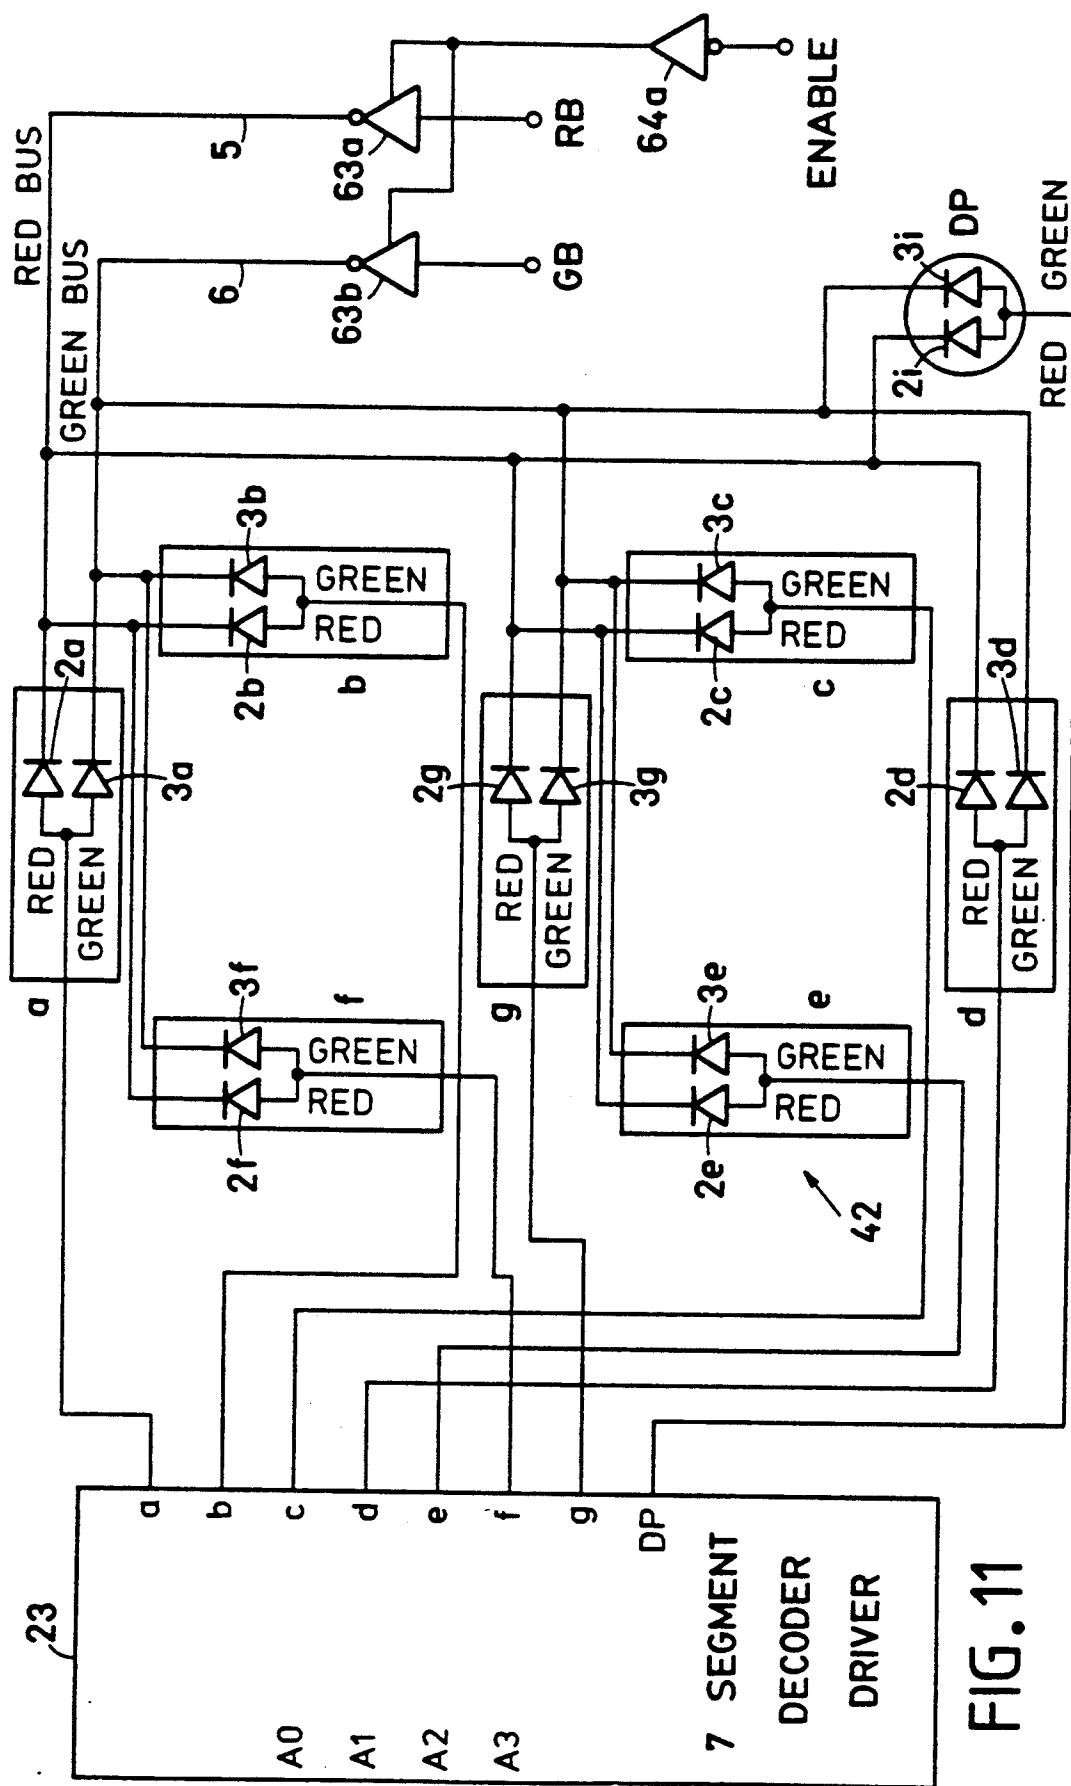 23
A0
A1
A2
A3
7 SEGMENT
DECODER
DRIVER
a
b
c
d
e
f
g
DP
a
RED
GREEN
2a
3a
f
RED
GREEN
2f
3f
b
RED
GREEN
2b
3b
g
RED
GREEN
2g
3g
e
RED
GREEN
2e
3e
c
RED
GREEN
2c
3c
d
RED
GREEN
2d
3d
42
RED BUS
GREEN BUS
5
6
63a
63b
RB
GB
64a
ENABLE
2i
3i
DP
RED
GREEN
FIG. 11